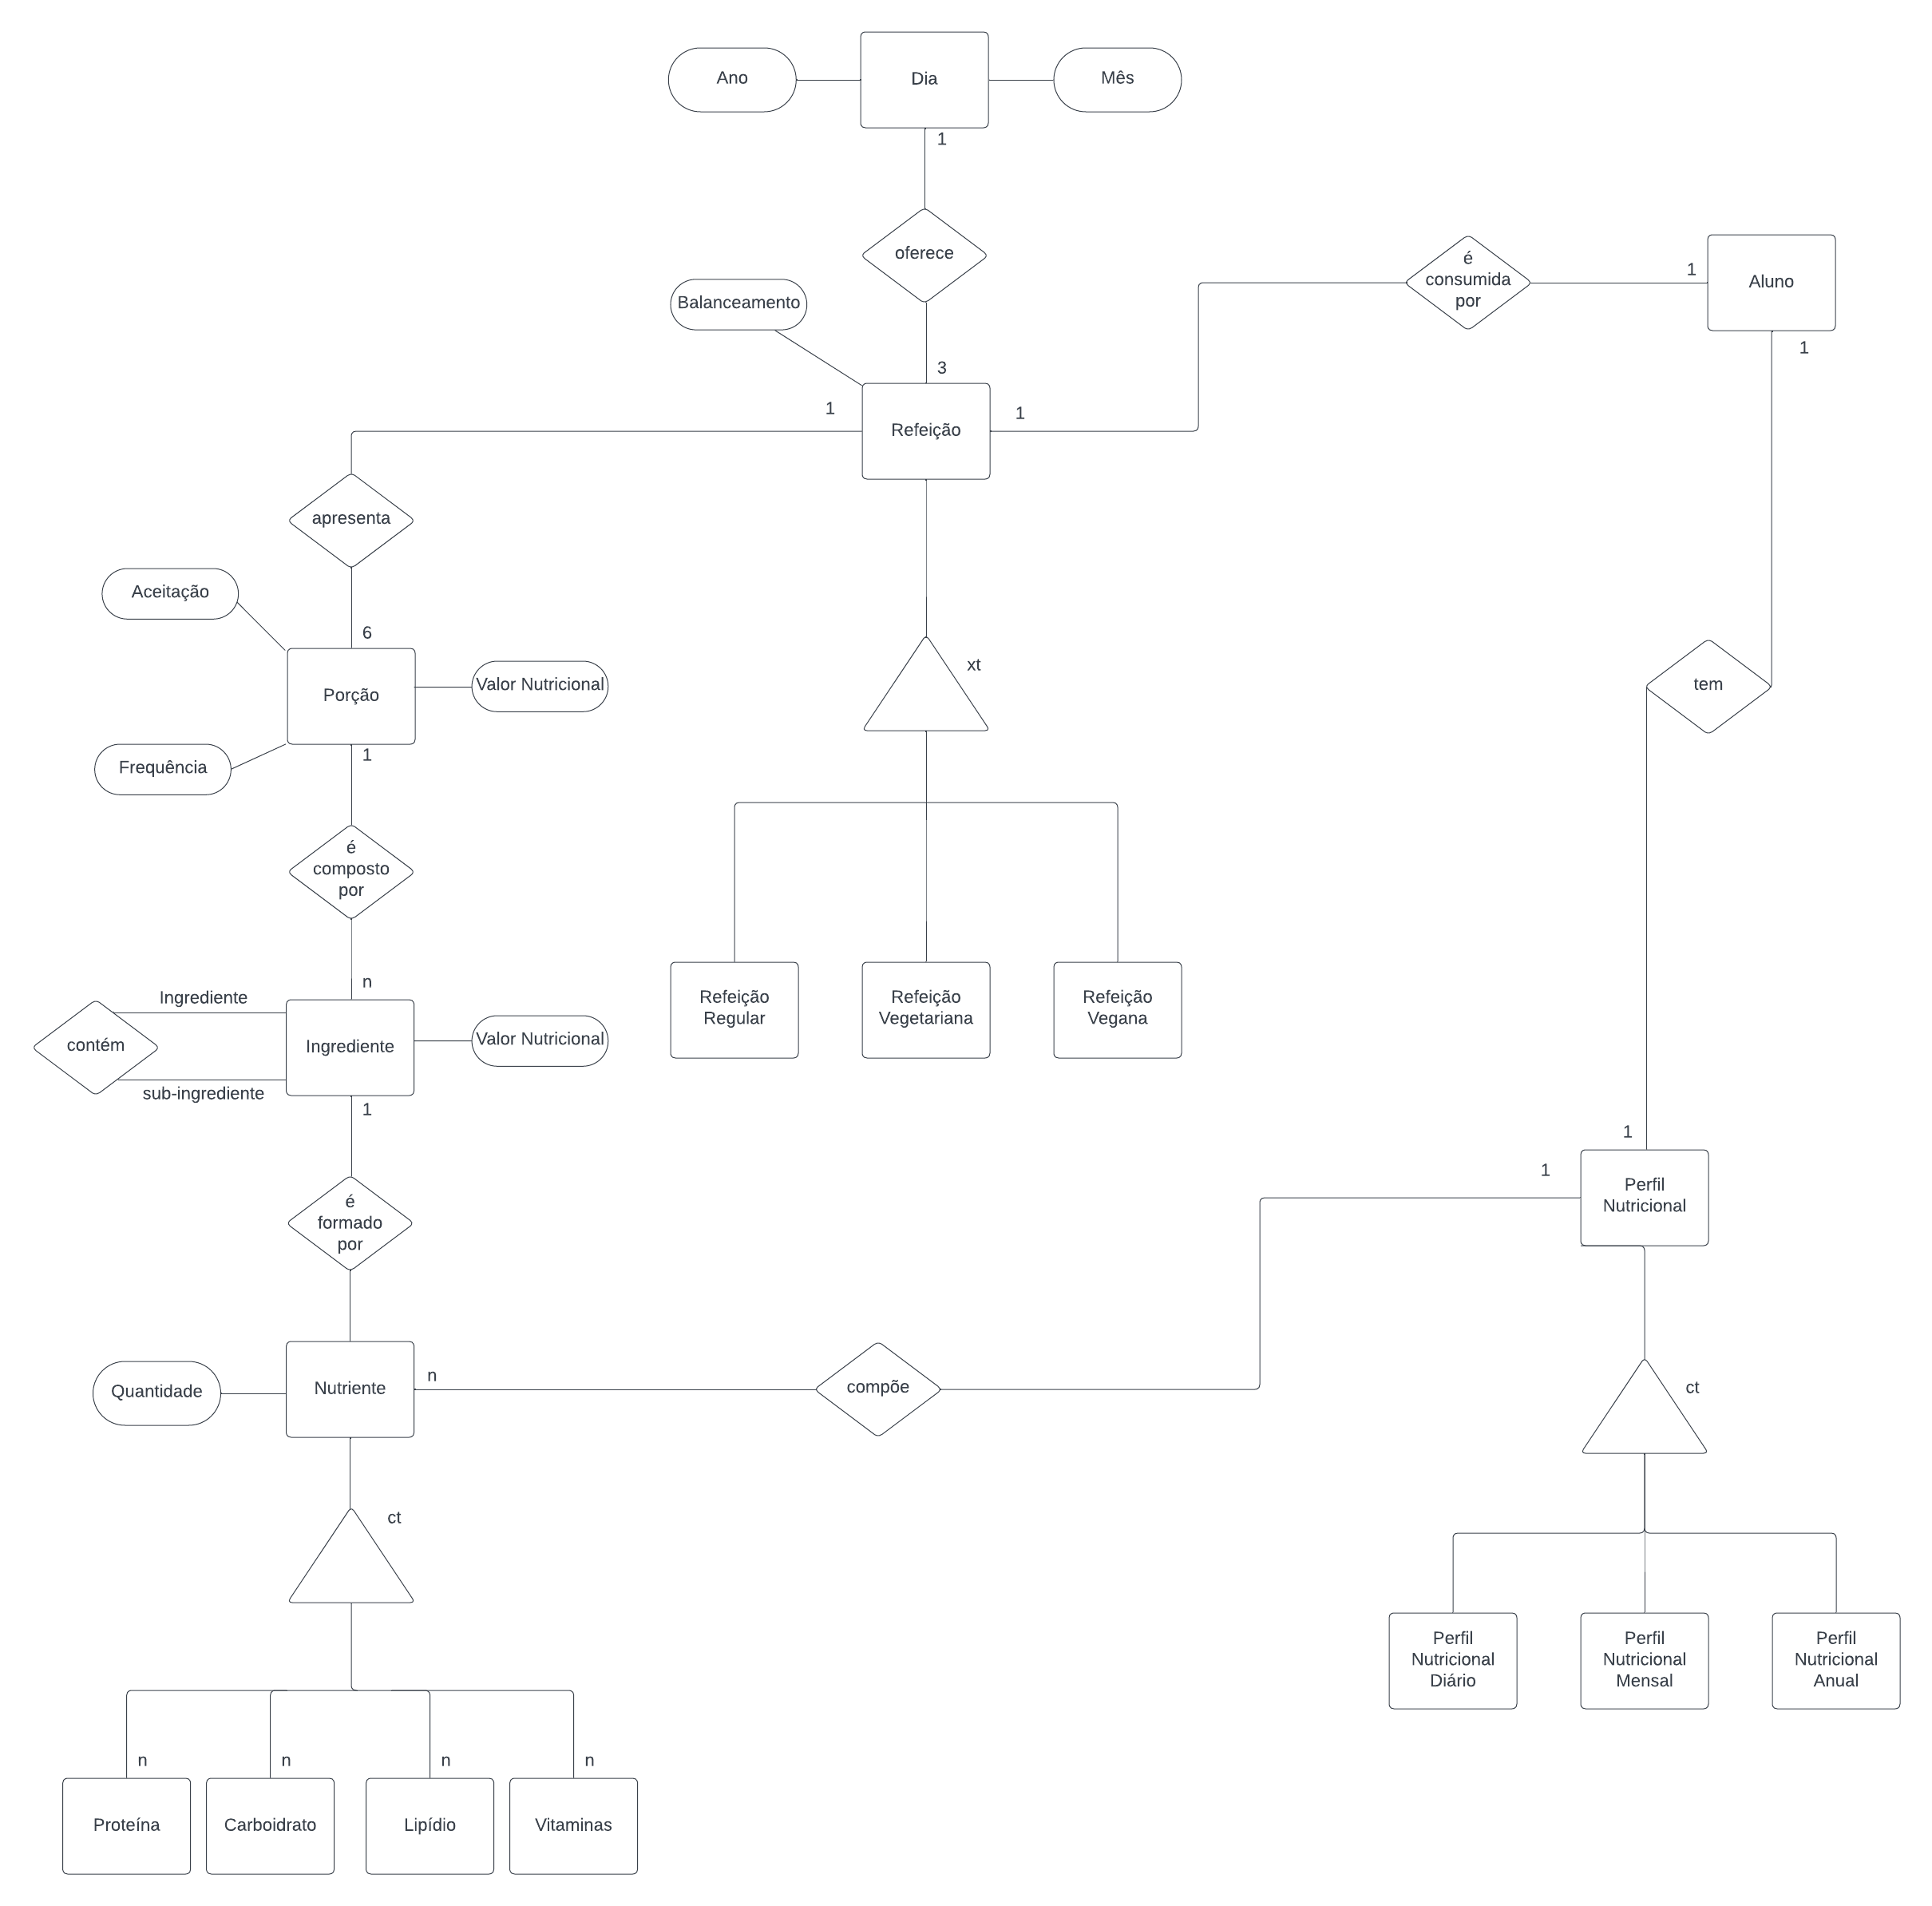 Ano
Dia
Mês
1
oferece
é
consumida
por
1
Aluno
1
Balanceamento
3
1
Refeição
1
apresenta
Aceitação
6
xt
Porção
Valor Nutricional
tem
Frequência
1
é
composto
por
n
Ingrediente
contém
Ingrediente
Valor Nutricional
sub-ingrediente
1
Refeição
Regular
Refeição
Vegetariana
Refeição
Vegana
1
1
Perfil
Nutricional
é
formado
por
Quantidade
Nutriente
n
compõe
ct
ct
Perfil
Nutricional
Diário
Perfil
Nutricional
Mensal
Perfil
Nutricional
Anual
n
n
n
n
Proteína
Carboidrato
Lipídio
Vitaminas